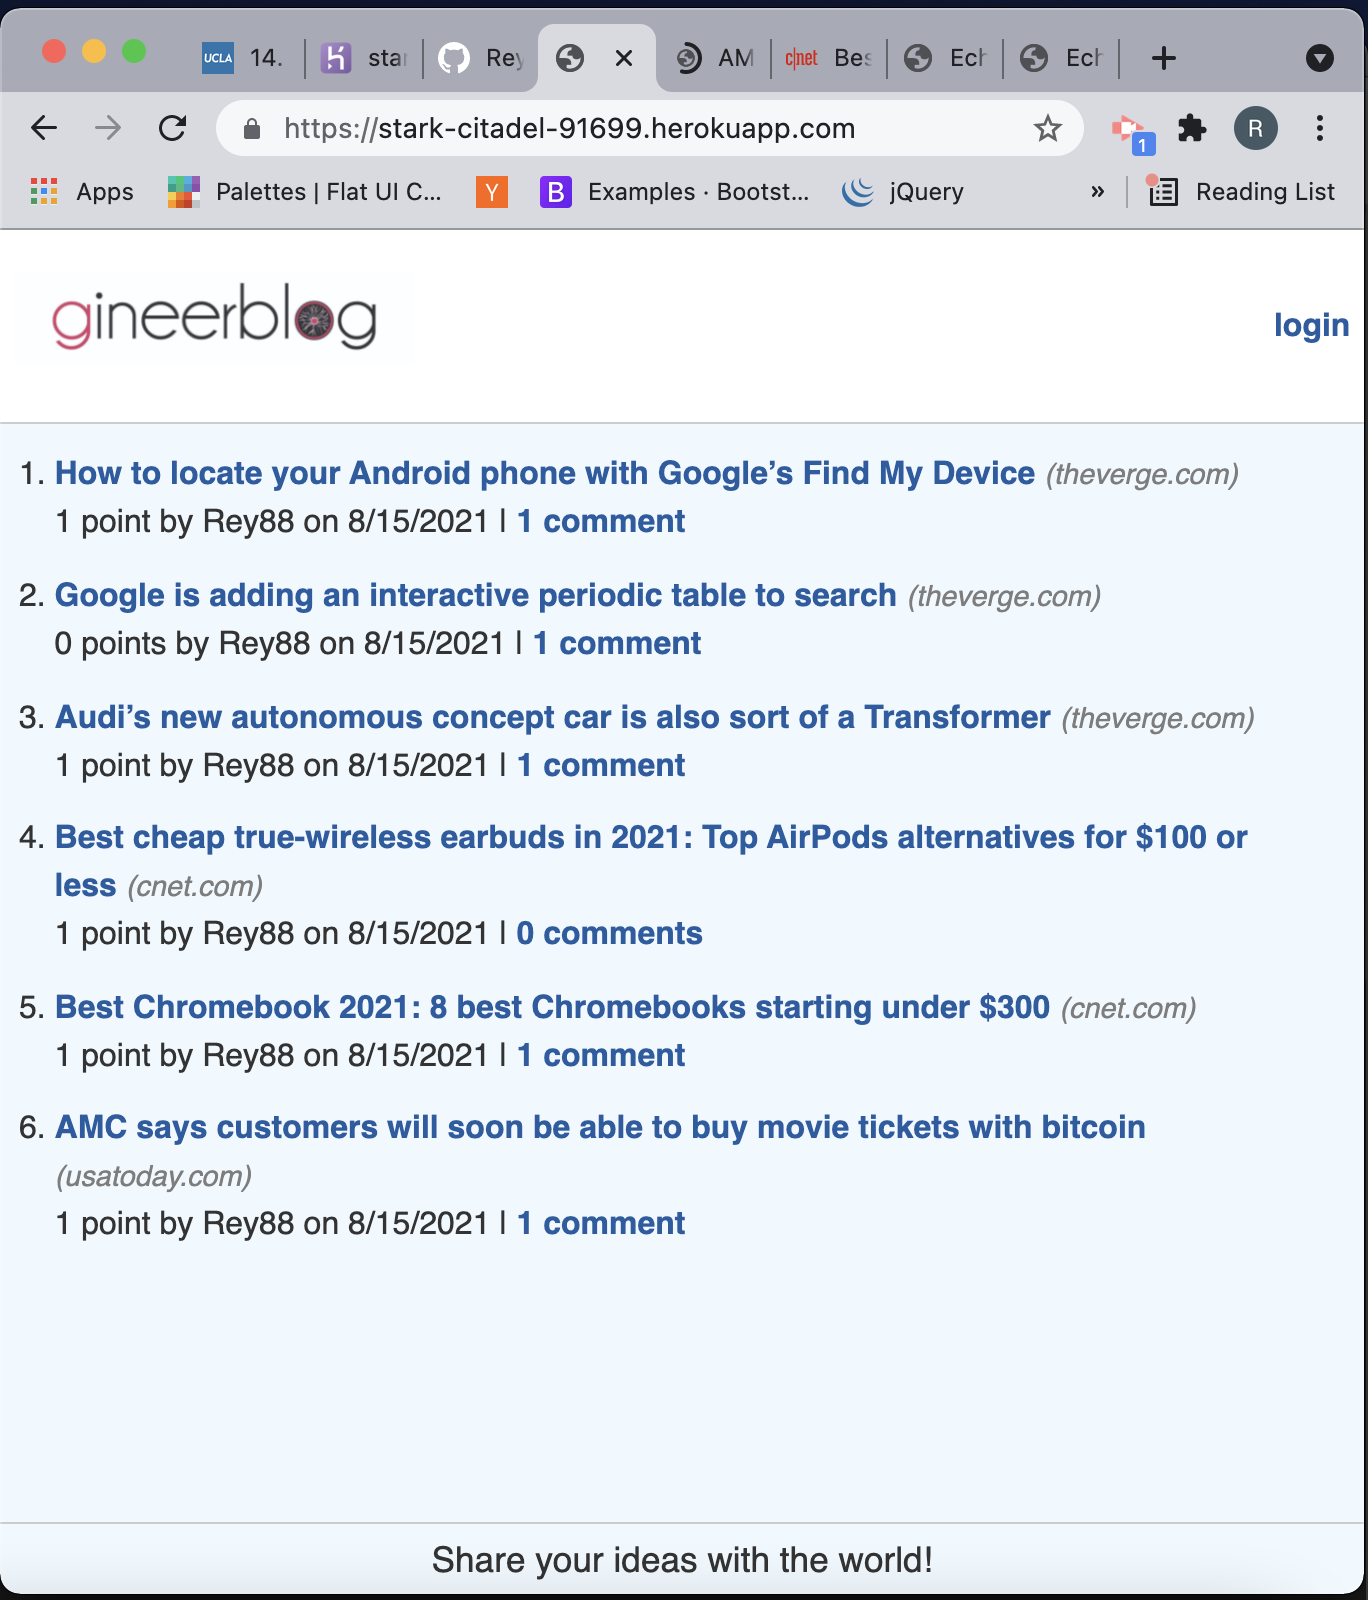 UCLA 14. star Rey AM c|net Bes Ech Ech
https://stark-citadel-91699.herokuapp.com 1 R
Apps Palettes | Flat UI C... Y B Examples · Bootst... jQuery » Reading List
gineerblog
login
1. How to locate your Android phone with Google’s Find My Device (theverge.com)
1 point by Rey88 on 8/15/2021 | 1 comment
2. Google is adding an interactive periodic table to search (theverge.com)
0 points by Rey88 on 8/15/2021 | 1 comment
3. Audi’s new autonomous concept car is also sort of a Transformer (theverge.com)
1 point by Rey88 on 8/15/2021 | 1 comment
4. Best cheap true-wireless earbuds in 2021: Top AirPods alternatives for $100 or
less (cnet.com)
1 point by Rey88 on 8/15/2021 | 0 comments
5. Best Chromebook 2021: 8 best Chromebooks starting under $300 (cnet.com)
1 point by Rey88 on 8/15/2021 | 1 comment
6. AMC says customers will soon be able to buy movie tickets with bitcoin
(usatoday.com)
1 point by Rey88 on 8/15/2021 | 1 comment
Share your ideas with the world!